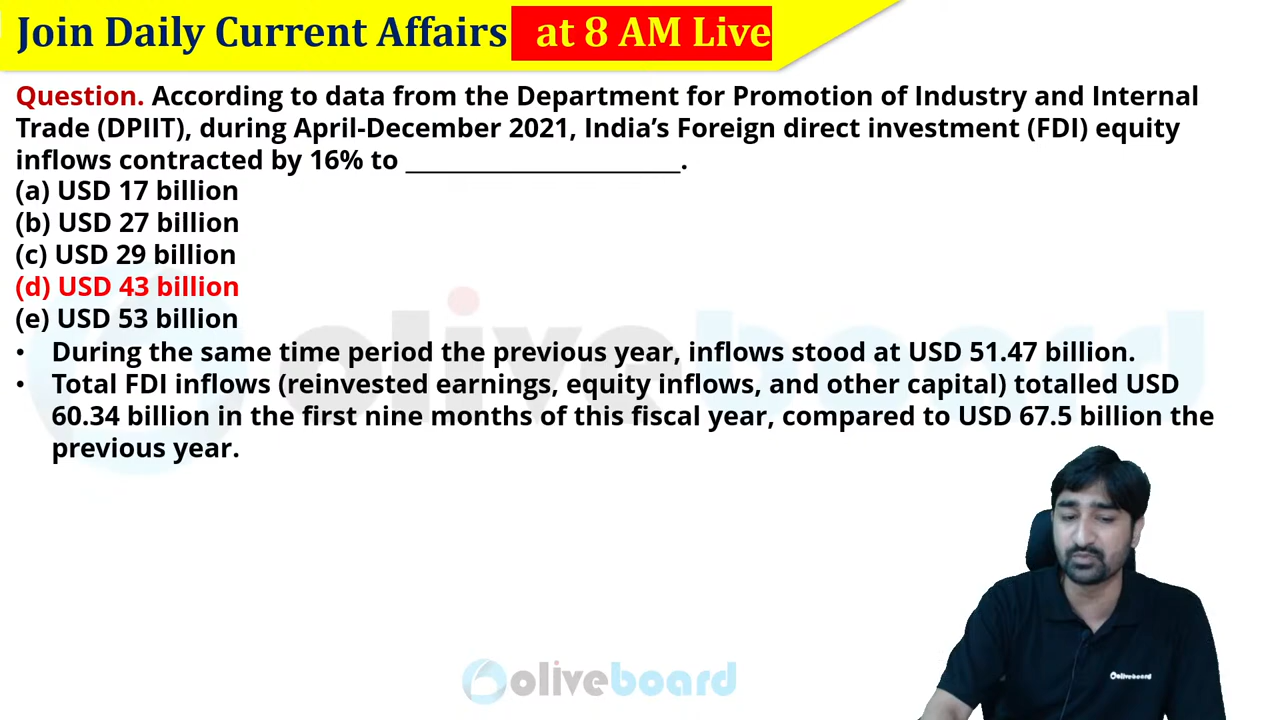 Join Daily Current Affairs at 8 AM Live
Question. According to data from the Department for Promotion of Industry and Internal
Trade (DPIIT), during April-December 2021, India’s Foreign direct investment (FDI) equity
inflows contracted by 16% to ____________________.
(a) USD 17 billion
(b) USD 27 billion
(c) USD 29 billion
(d) USD 43 billion
(e) USD 53 billion
• During the same time period the previous year, inflows stood at USD 51.47 billion.
• Total FDI inflows (reinvested earnings, equity inflows, and other capital) totalled USD
60.34 billion in the first nine months of this fiscal year, compared to USD 67.5 billion the
previous year.
oliveboard
Oliveboard
oliveboard